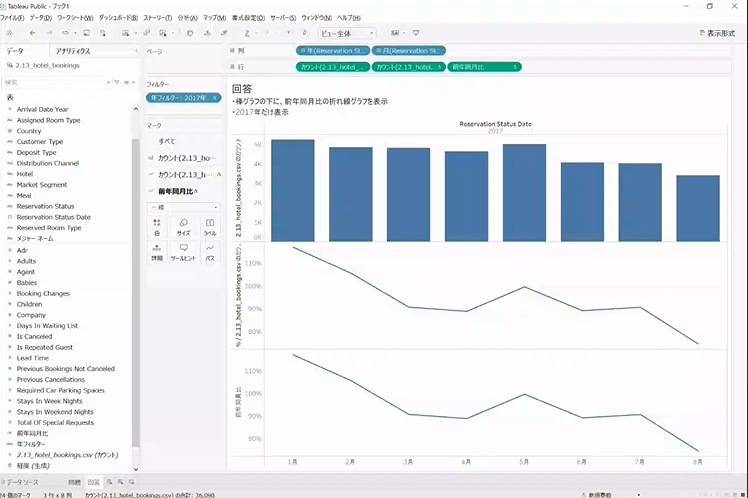 Tableau Public - ブック1
ファイル(F) データ(D) ワークシート(W) ダッシュボード(B) ストーリー(T) 分析(A) マップ(M) 書式設定(O) サーバー(S) ウィンドウ(N) ヘルプ(H)
ビュー全体
表示形式
データ
アナリティクス
2.13_hotel_bookings
検索
表
Arrival Date Year
Assigned Room Type
Country
Customer Type
Deposit Type
Distribution Channel
Hotel
Market Segment
Meal
Reservation Status
Reservation Status Date
Reserved Room Type
メジャー ネーム
Adr
Adults
Agent
Babies
Booking Changes
Children
Company
Days In Waiting List
Is Canceled
Is Repeated Guest
Lead Time
Previous Bookings Not Canceled
Previous Cancellations
Required Car Parking Spaces
Stays In Week Nights
Stays In Weekend Nights
Total Of Special Requests
前年同月比
年フィルター
2.13_hotel_bookings.csv (カウント)
経度 (生成)
ページ
フィルター
年フィルター: 2017年
マーク
すべて
カウント(2.13_ho…
カウント(2.13_h…
前年同月比
線
色
サイズ
ラベル
詳細
ツールヒント
パス
列
年(Reservation St..
月(Reservation St..
行
カウント(2.13_hotel_..
カウント(2.13_hotel..
前年同月比
回答
・棒グラフの下に、前年同月比の折れ線グラフを表示
・2017年だけ表示
Reservation Status Date
2017
2.13_hotel_bookings.csv のカウント
5K
4K
3K
2K
1K
0K
% / 2.13_hotel_bookings.csv のカウ..
110%
100%
90%
80%
前年同月比
110%
100%
90%
80%
1月 2月 3月 4月 5月 6月 7月 8月
データ ソース
問題
回答
24 個のマーク 3 行 x 8 列 カウント(2.13_hotel_bookings.csv) の合計: 36,090